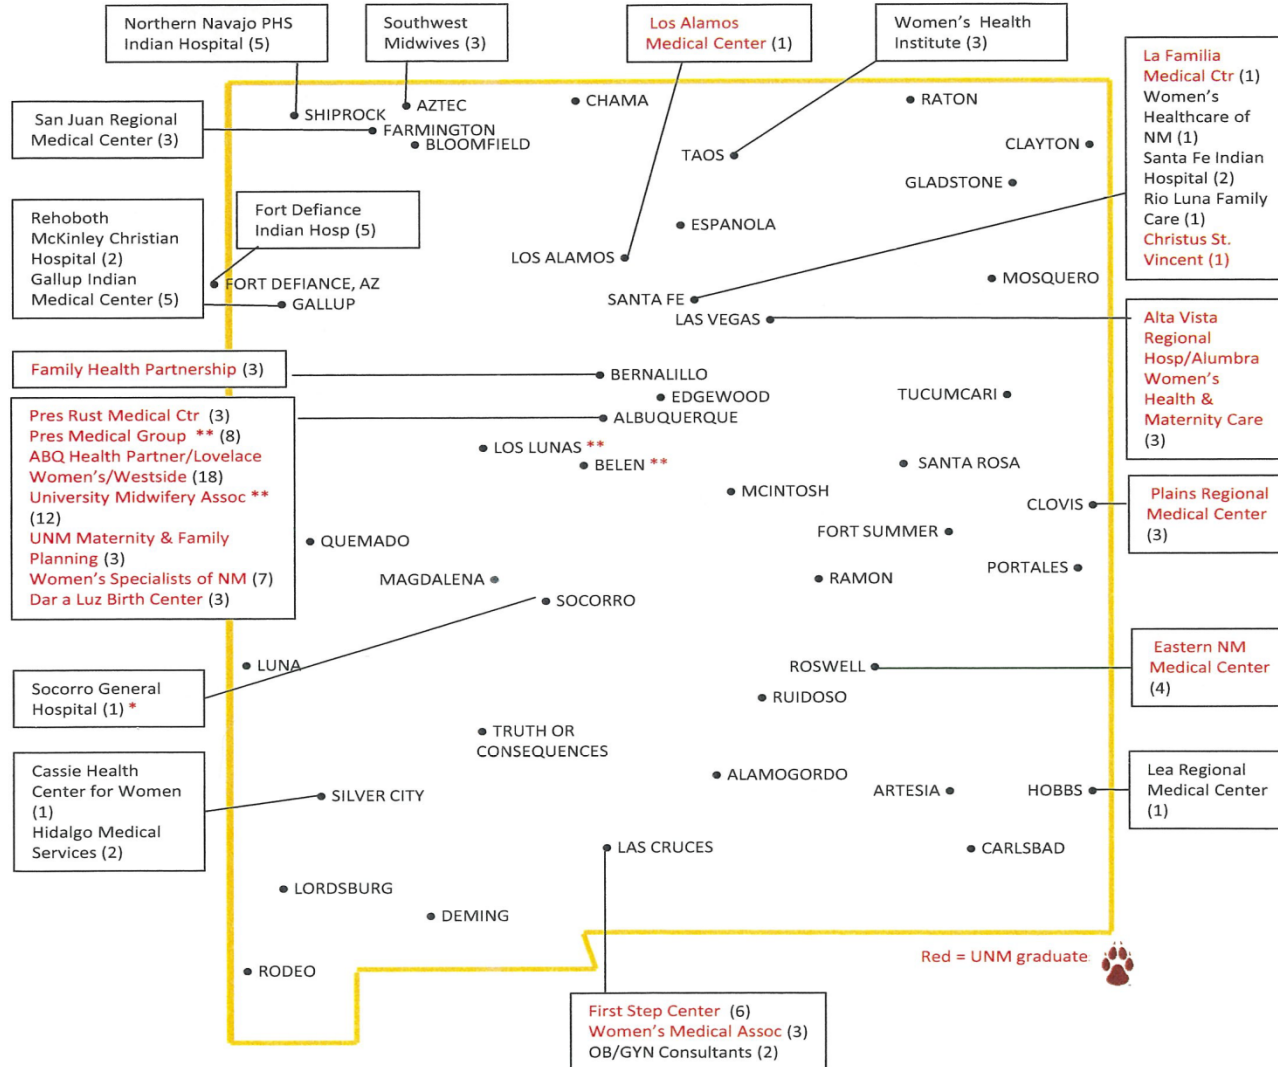 Northern Navajo PHS
Indian Hospital (5)
Southwest
Midwives (3)
Los Alamos
Medical Center (1)
Women’s Health
Institute (3)
La Familia
Medical Ctr (1)
Women’s
Healthcare of
NM (1)
Santa Fe Indian
Hospital (2)
Rio Luna Family
Care (1)
Christus St.
Vincent (1)
San Juan Regional
Medical Center (3)
SHIPROCK
AZTEC
FARMINGTON
BLOOMFIELD
CHAMA
RATON
TAOS
CLAYTON
GLADSTONE
Rehoboth
McKinley Christian
Hospital (2)
Gallup Indian
Medical Center (5)
Fort Defiance
Indian Hosp (5)
ESPANOLA
LOS ALAMOS
FORT DEFIANCE, AZ
GALLUP
MOSQUERO
SANTA FE
LAS VEGAS
Alta Vista
Regional
Hosp/Alumbra
Women’s
Health &
Maternity Care
(3)
Family Health Partnership (3)
BERNALILLO
EDGEWOOD
ALBUQUERQUE
TUCUMCARI
Pres Rust Medical Ctr (3)
Pres Medical Group ** (8)
ABQ Health Partner/Lovelace
Women’s/Westside (18)
University Midwifery Assoc **
(12)
UNM Maternity & Family
Planning (3)
Women’s Specialists of NM (7)
Dar a Luz Birth Center (3)
LOS LUNAS **
BELEN **
SANTA ROSA
MCINTOSH
CLOVIS
Plains Regional
Medical Center
(3)
FORT SUMMER
QUEMADO
MAGDALENA
RAMON
PORTALES
SOCORRO
LUNA
ROSWELL
Eastern NM
Medical Center
(4)
Socorro General
Hospital (1) *
RUIDOSO
TRUTH OR
CONSEQUENCES
Cassie Health
Center for Women
(1)
Hidalgo Medical
Services (2)
SILVER CITY
ALAMOGORDO
ARTESIA
HOBBS
Lea Regional
Medical Center
(1)
LAS CRUCES
CARLSBAD
LORDSBURG
DEMING
RODEO
Red = UNM graduate
First Step Center (6)
Women’s Medical Assoc (3)
OB/GYN Consultants (2)